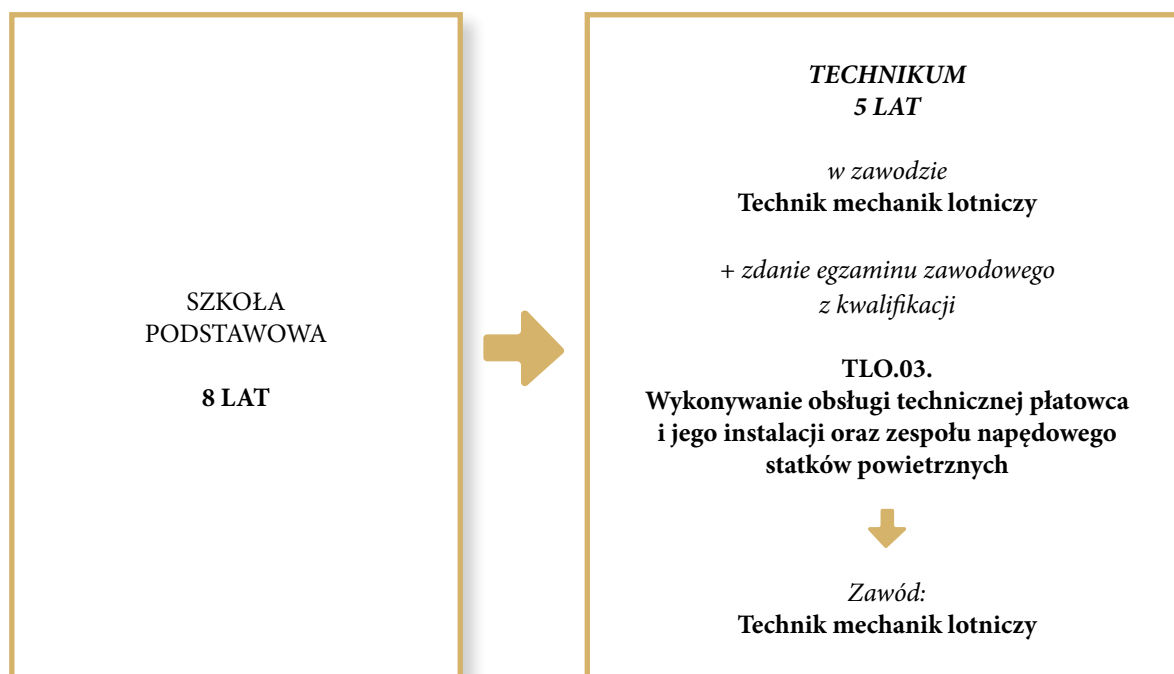 SZKOŁA
PODSTAWOWA
8 LAT
TECHNIKUM
5 LAT
w zawodzie
Technik mechanik lotniczy
+ zdanie egzaminu zawodowego
z kwalifikacji
TLO.03.
Wykonywanie obsługi technicznej płatowca
i jego instalacji oraz zespołu napędowego
statków powietrznych
Zawód:
Technik mechanik lotniczy